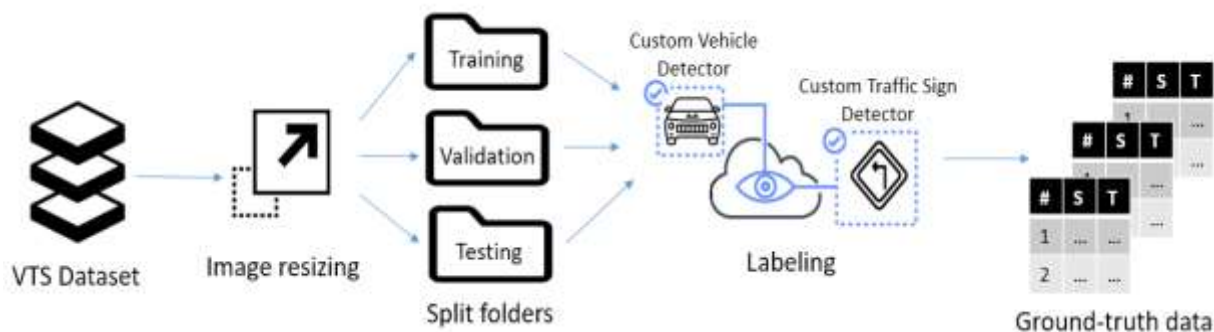 VTS Dataset
Image resizing
Training
Validation
Testing
Split folders
Custom Vehicle
Detector
Custom Traffic Sign
Detector
Labeling
# S T
1 ...
...
# S T
...
...
# S T
1 ... ...
2 ... ...
Ground-truth data